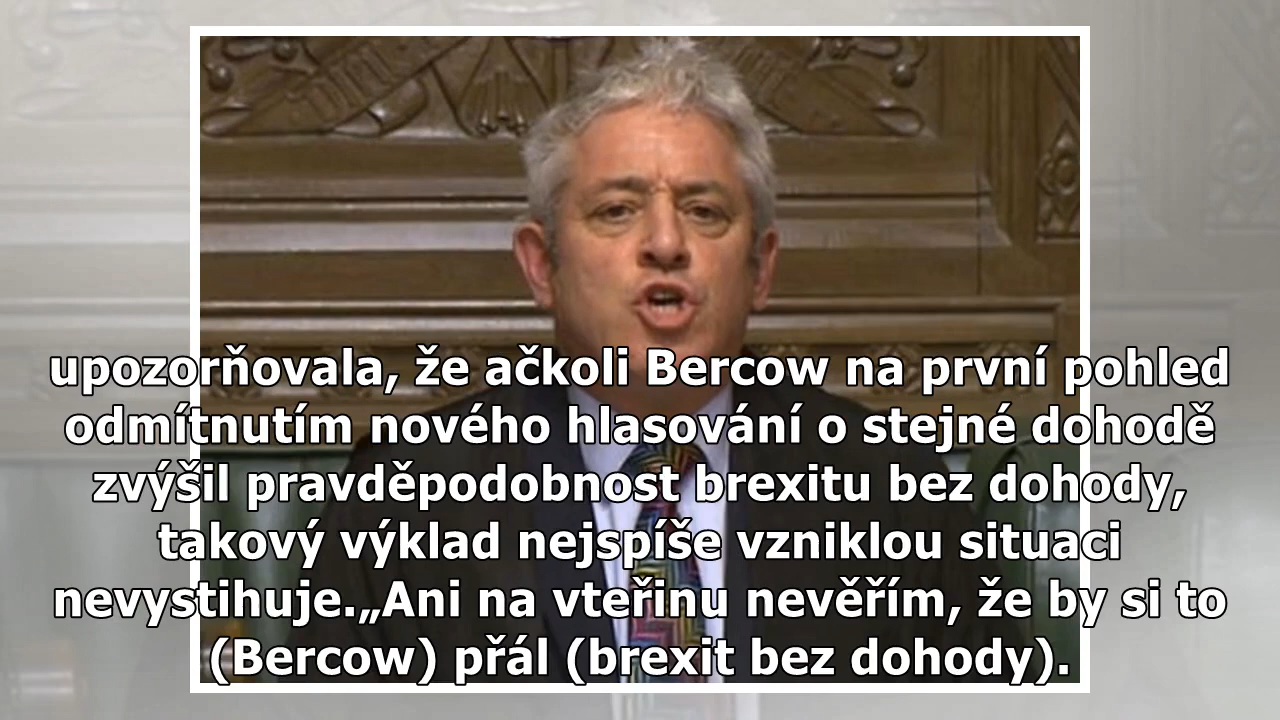 upozorňovala, že ačkoli Bercow na první pohled
odmítnutím nového hlasování o stejné dohodě
zvýšil pravděpodobnost brexitu bez dohody,
takový výklad nejspíše vzniklou situaci
nevystihuje.„Ani na vteřinu nevěřím, že by si to
(Bercow) přál (brexit bez dohody).